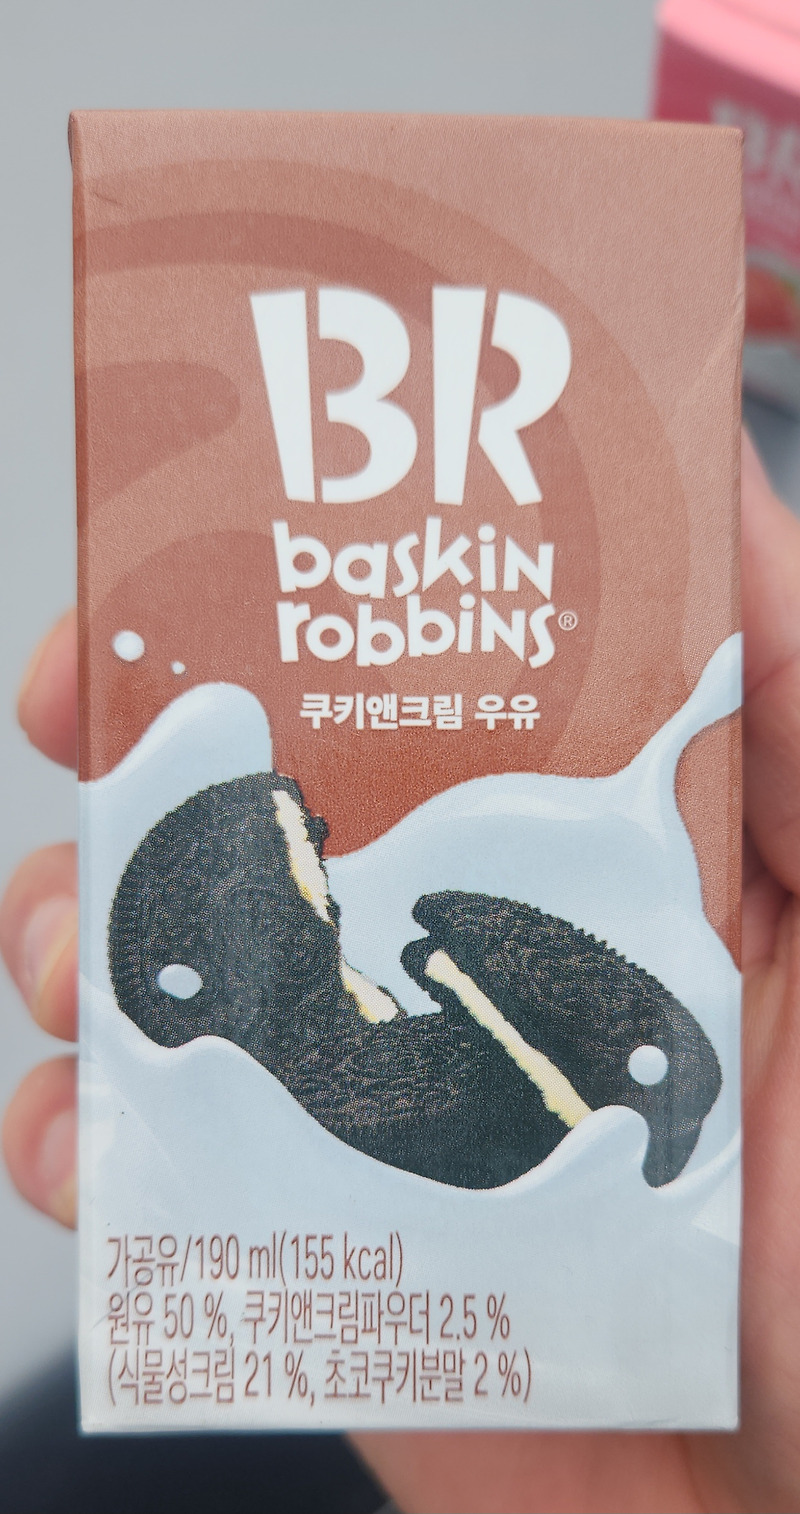 BR
baskin
robbins®
쿠키앤크림 우유
가공유/190 ml(155 kcal)
원유 50 %, 쿠키앤크림파우더 2.5 %
(식물성크림 21 %, 초코쿠키분말 2 %)
BR